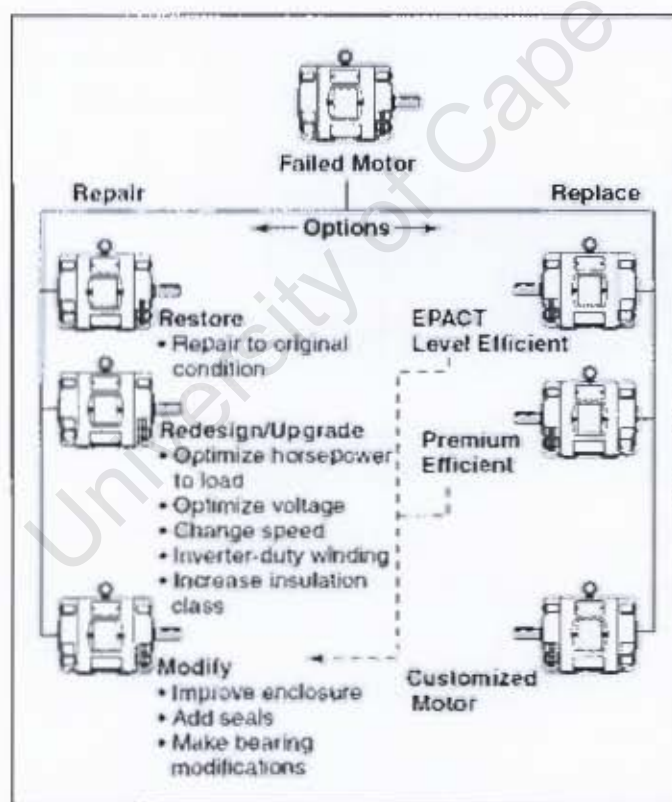 Failed Motor
Repair
Replace
Options
Restore
• Repair to original
condition
Redesign/Upgrade
• Optimize horsepower
to load
• Optimize voltage
• Change speed
• Inverter-duty winding
• Increase insulation
class
Modify
• Improve enclosure
• Add seals
• Make bearing
modifications
EPACT
Level Efficient
Premium
Efficient
Customized
Motor
University of Cape